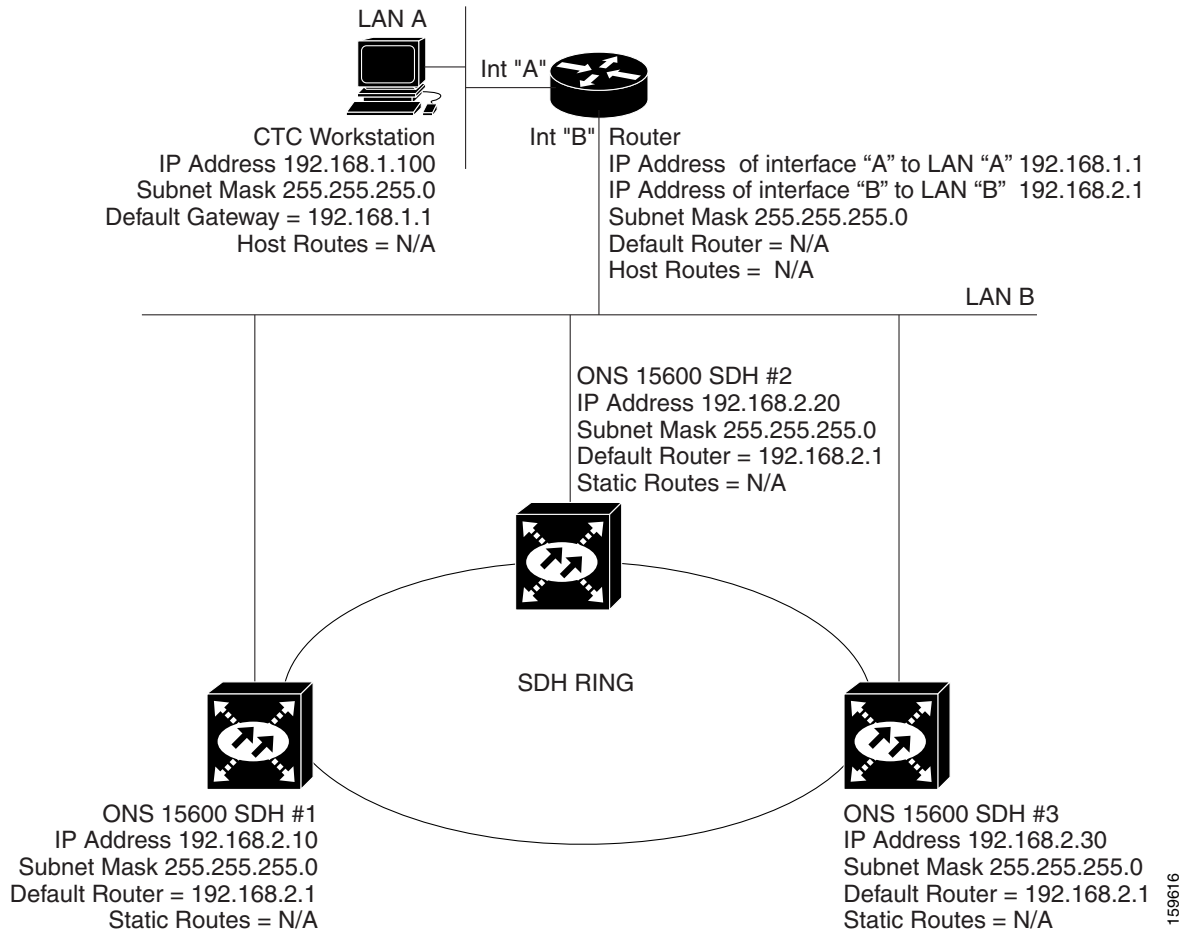 LAN A
Int "A"
CTC Workstation
IP Address 192.168.1.100
Subnet Mask 255.255.255.0
Default Gateway = 192.168.1.1
Host Routes = N/A
Int "B"
Router
IP Address of interface “A” to LAN “A” 192.168.1.1
IP Address of interface “B” to LAN “B” 192.168.2.1
Subnet Mask 255.255.255.0
Default Router = N/A
Host Routes = N/A
LAN B
ONS 15600 SDH #2
IP Address 192.168.2.20
Subnet Mask 255.255.255.0
Default Router = 192.168.2.1
Static Routes = N/A
SDH RING
ONS 15600 SDH #1
IP Address 192.168.2.10
Subnet Mask 255.255.255.0
Default Router = 192.168.2.1
Static Routes = N/A
ONS 15600 SDH #3
IP Address 192.168.2.30
Subnet Mask 255.255.255.0
Default Router = 192.168.2.1
Static Routes = N/A
159616